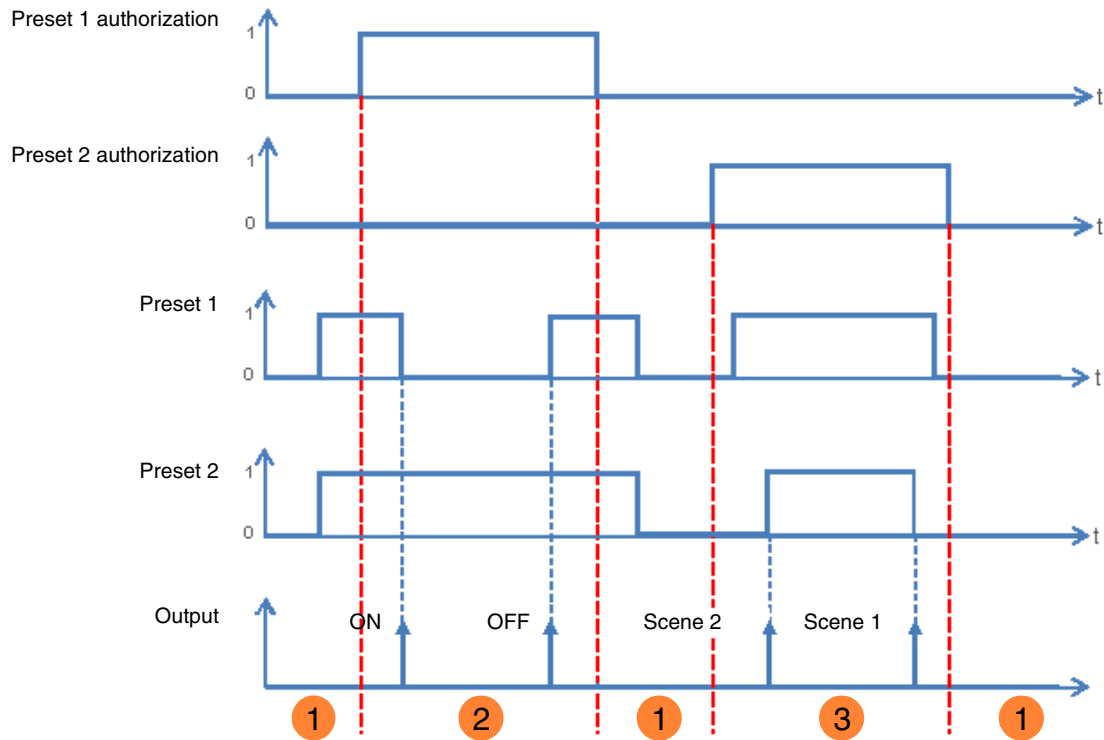 Preset 1 authorization
1
0
t
Preset 2 authorization
1
0
t
Preset 1
1
0
t
Preset 2
1
0
t
Output
ON
OFF
Scene 2
Scene 1
1
2
1
3
1